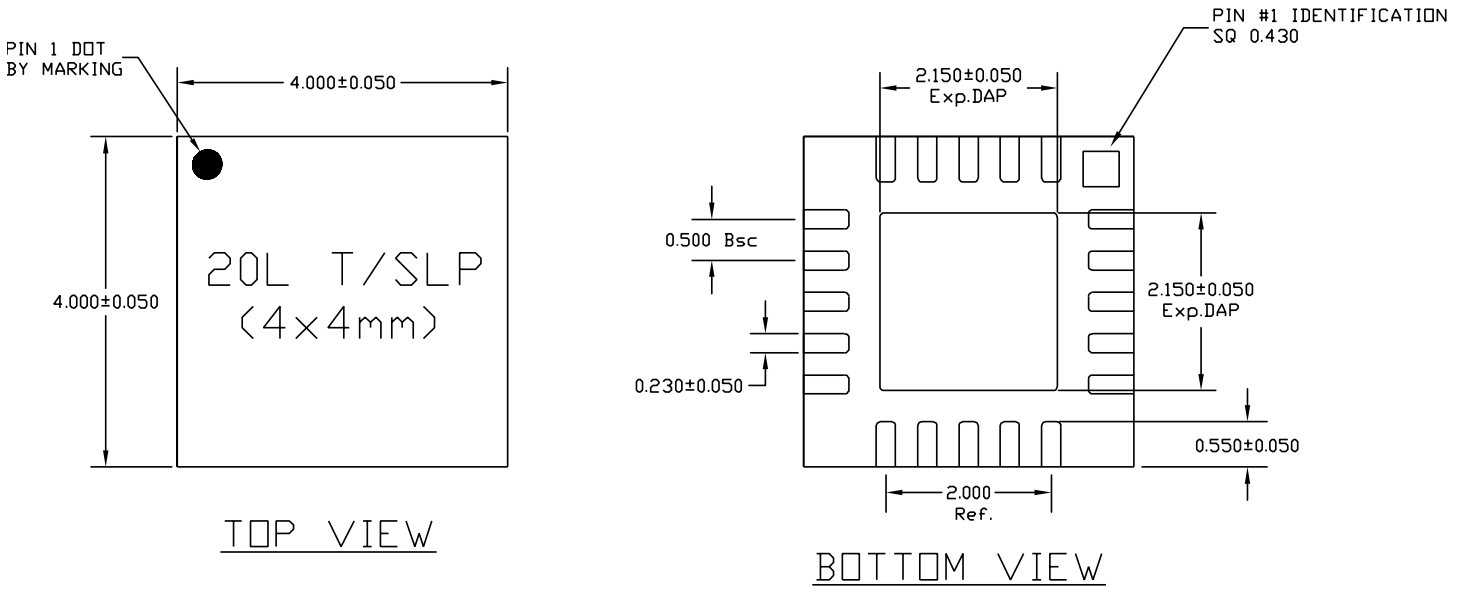 PIN 1 DOT
BY MARKING
4.000±0.050
4.000±0.050
20L T/SLP
(4x4mm)
TOP VIEW
PIN #1 IDENTIFICATION
SQ 0.430
2.150±0.050
Exp.DAP
0.500 Bsc
2.150±0.050
Exp.DAP
0.230±0.050
0.550±0.050
2.000
Ref.
BOTTOM VIEW